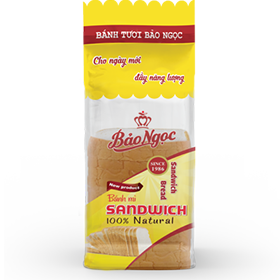 BÁNH TƯƠI BẢO NGỌC
Cho ngày mới
đầy năng lượng
Bảo Ngọc
SINCE
1986
Sandwich
Bread
New product
Bánh mì
SANDWICH
100% Natural